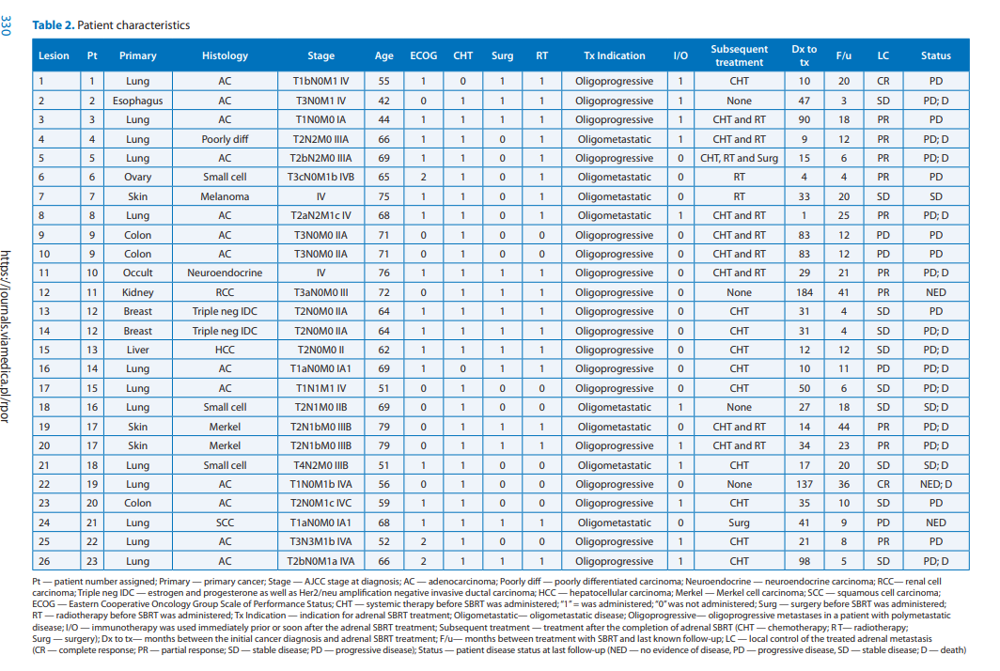 330
https://journals.viamedica.pl/rpor
Table 2. Patient characteristics
Lesion Pt Primary Histology Stage Age ECOG CHT Surg RT Tx Indication I/O Subsequent treatment Dx to tx F/u LC Status
1 1 Lung AC T1bN0M1 IV 55 1 0 1 1 Oligoprogressive 1 CHT 10 20 CR PD
2 2 Esophagus AC T3N0M1 IV 42 0 1 1 1 Oligoprogressive 1 None 47 3 SD PD; D
3 3 Lung AC T1N0M0 IA 44 1 1 1 1 Oligoprogressive 1 CHT and RT 90 18 PR PD
4 4 Lung Poorly diff T2N2M0 IIIA 66 1 1 1 1 Oligometastatic 1 CHT and RT 9 12 PR PD; D
5 5 Lung AC T2bN2M0 IIIA 69 1 1 1 1 Oligoprogressive 0 CHT, RT and Surg 15 6 PR PD; D
6 6 Ovary Small cell T3cN0M1b IVB 65 2 1 0 1 Oligometastatic 0 RT 4 4 PR PD
7 7 Skin Melanoma IV 75 1 1 0 1 Oligometastatic 0 RT 33 20 SD SD
8 8 Lung AC T2aN2M1c IV 68 1 1 0 1 Oligometastatic 1 CHT and RT 1 25 PR PD; D
9 9 Colon AC T3N0M0 IIA 71 0 1 0 0 Oligoprogressive 0 CHT and RT 83 12 PD PD
10 9 Colon AC T3N0M0 IIA 71 0 1 0 0 Oligoprogressive 0 CHT and RT 83 12 PD PD
11 10 Occult Neuroendocrine IV 76 1 1 1 1 Oligoprogressive 0 CHT and RT 29 21 PR PD; D
12 11 Kidney RCC T3aN0M0 III 72 0 1 1 1 Oligoprogressive 0 None 184 41 PR NED
13 12 Breast Triple neg IDC T2N0M0 IIA 64 1 1 1 1 Oligoprogressive 0 CHT 31 4 SD PD
14 12 Breast Triple neg IDC T2N0M0 IIA 64 1 1 1 1 Oligoprogressive 0 CHT 31 4 SD PD; D
15 13 Liver HCC T2N0M0 II 62 1 1 1 1 Oligoprogressive 0 CHT 12 12 SD PD; D
16 14 Lung AC T1aN0M0 IA1 69 1 0 1 1 Oligoprogressive 0 CHT 10 11 PD PD; D
17 15 Lung AC T1N1M1 IV 51 0 1 0 0 Oligoprogressive 0 CHT 50 6 SD PD; D
18 16 Lung Small cell T2N1M0 IIB 69 0 1 0 0 Oligometastatic 1 None 27 18 SD SD; D
19 17 Skin Merkel T2N1bM0 IIIB 79 0 0 1 1 Oligometastatic 0 CHT and RT 14 44 PR PD; D
20 17 Skin Merkel T2N1bM0 IIIB 79 0 0 1 1 Oligoprogressive 1 CHT and RT 34 23 PR PD; D
21 18 Lung Small cell T4N2M0 IIIB 51 1 1 0 0 Oligometastatic 1 CHT 17 20 SD SD; D
22 19 Lung AC T1N0M1b IVA 56 0 1 0 0 Oligoprogressive 0 None 137 36 CR NED; D
23 20 Colon AC T2N0M1c IVC 59 1 1 0 1 Oligoprogressive 1 CHT 35 10 SD PD
24 21 Lung SCC T1aN0M0 IA1 68 1 1 1 1 Oligometastatic 0 Surg 41 9 PD NED
25 22 Lung AC T3N3M1b IVA 52 2 1 0 0 Oligoprogressive 1 CHT 21 8 PR PD
26 23 Lung AC T2bN0M1a IVA 66 2 1 1 1 Oligoprogressive 1 CHT 98 5 SD PD; D
Pt — patient number assigned; Primary — primary cancer; Stage — AJCC stage at diagnosis; AC — adenocarcinoma; Poorly diff — poorly differentiated carcinoma; Neuroendocrine — neuroendocrine carcinoma; RCC— renal cell
carcinoma; Triple neg IDC — estrogen and progesterone as well as Her2/neu amplification negative invasive ductal carcinoma; HCC — hepatocellular carcinoma; Merkel — Merkel cell carcinoma; SCC — squamous cell carcinoma;
ECOG — Eastern Cooperative Oncology Group Scale of Performance Status; CHT — systemic therapy before SBRT was administered; "1" = was administered; "0" was not administered; Surg — surgery before SBRT was administered;
RT — radiotherapy before SBRT was administered; Tx Indication — indication for adrenal SBRT treatment; Oligometastatic— oligometastatic disease; Oligoprogressive— oligoprogressive metastases in a patient with polymetastatic
disease; I/O — immunotherapy was used immediately prior or soon after the adrenal SBRT treatment; Subsequent treatment — treatment after the completion of adrenal SBRT (CHT — chemotherapy; R T— radiotherapy;
Surg — surgery); Dx to tx— months between the initial cancer diagnosis and adrenal SBRT treatment; F/u— months between treatment with SBRT and last known follow-up; LC — local control of the treated adrenal metastasis
(CR — complete response; PR — partial response; SD — stable disease; PD — progressive disease); Status — patient disease status at last follow-up (NED — no evidence of disease, PD — progressive disease, SD — stable disease; D — death)